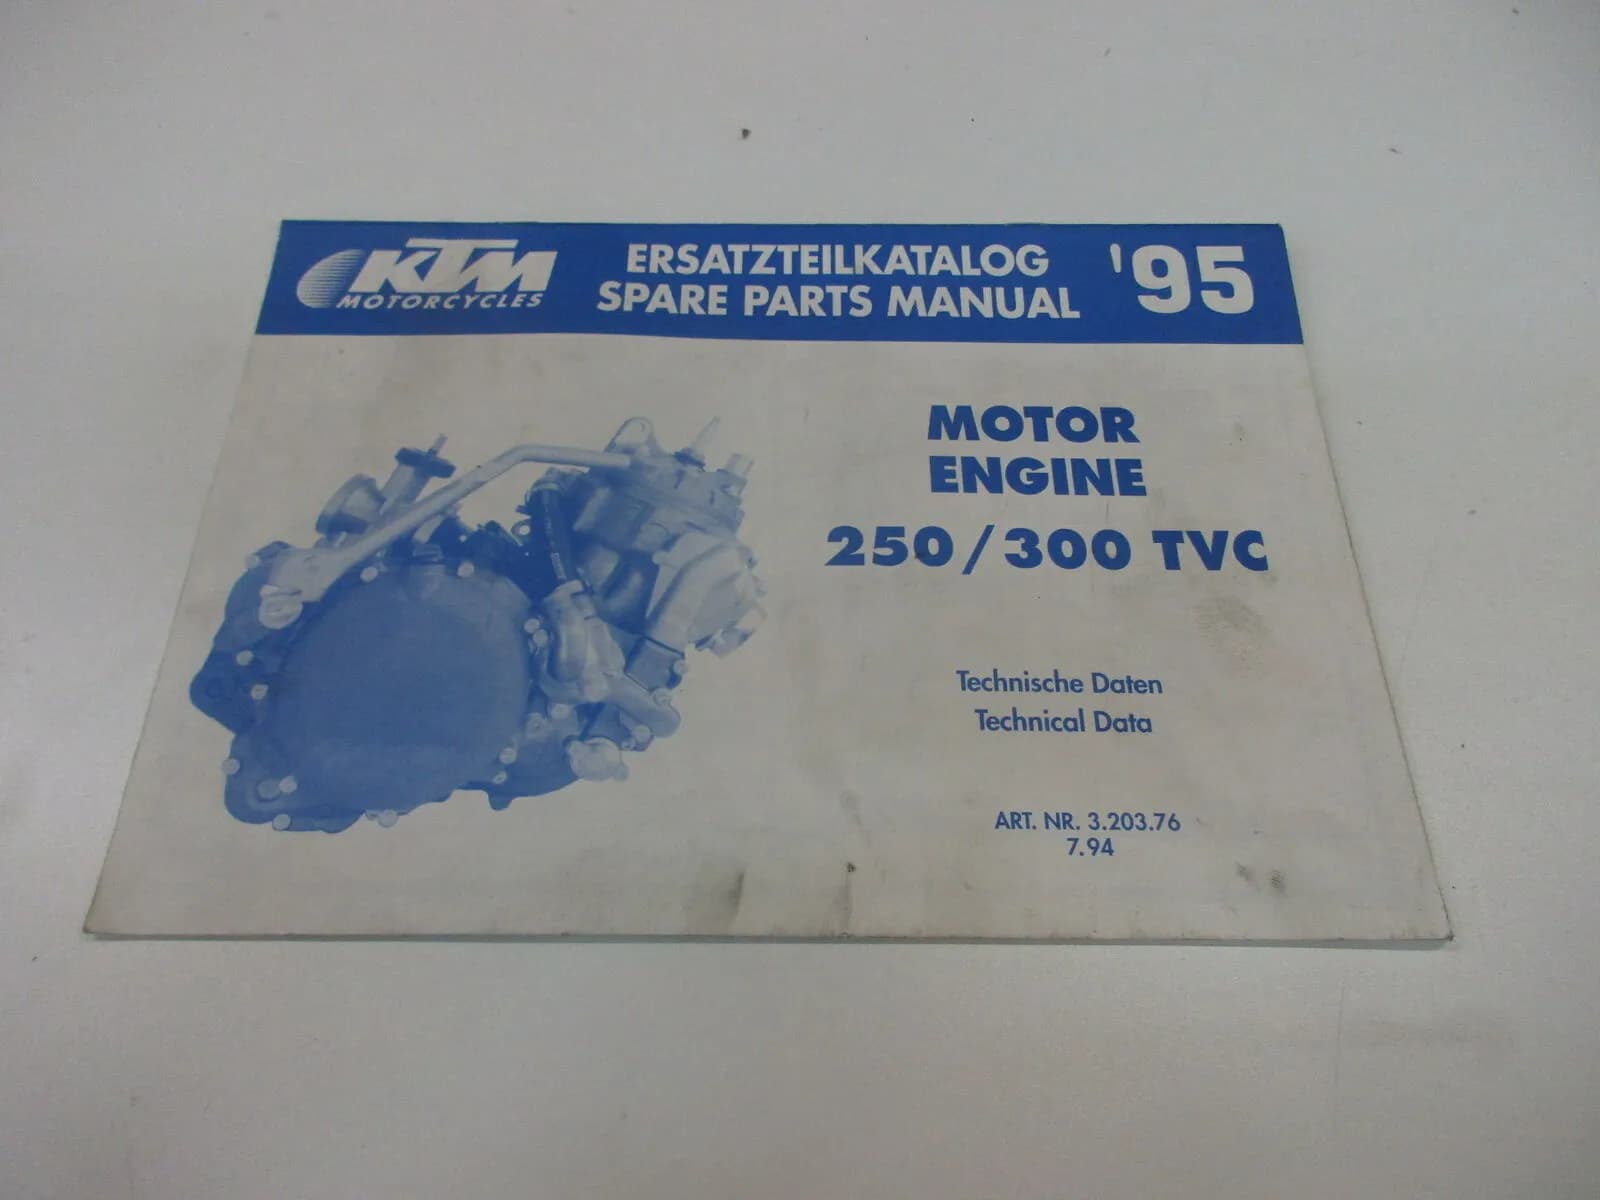 KTM
MOTORCYCLES
ERSATZTEILKATALOG
SPARE PARTS MANUAL
'95
MOTOR
ENGINE
250/300 TVC
Technische Daten
Technical Data
ART. NR. 3.203.76
7.94